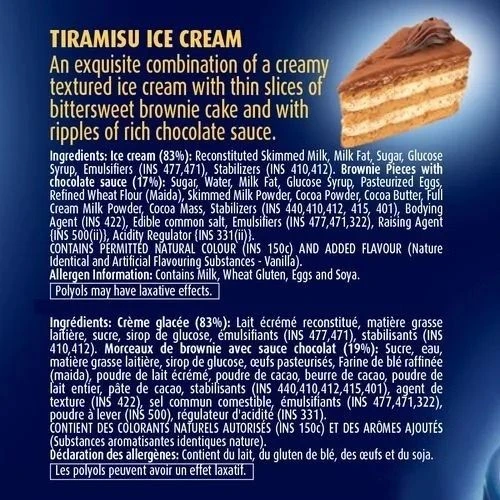 TIRAMISU ICE CREAM
An exquisite combination of a creamy
textured ice cream with thin slices of
bittersweet brownie cake and with
ripples of rich chocolate sauce.
Ingredients: Ice cream (83%): Reconstituted Skimmed Milk, Milk Fat, Sugar, Glucose
Syrup, Emulsifiers (INS 477,471), Stabilizers (INS 410,412). Brownie Pieces with
chocolate sauce (17%): Sugar, Water, Milk Fat, Glucose Syrup, Pasteurized Eggs,
Refined Wheat Flour (Maida), Skimmed Milk Powder, Cocoa Powder, Cocoa Butter, Full
Cream Milk Powder, Cocoa Mass, Stabilizers (INS 440,410,412, 415, 401), Bodying
Agent (INS 422), Edible common salt, Emulsifiers (INS 477,471,322), Raising Agent
{INS 500(ii)}, Acidity Regulator {INS 331(ii)}.
CONTAINS PERMITTED NATURAL COLOUR (INS 150c) AND ADDED FLAVOUR (Nature
Identical and Artificial Flavouring Substances - Vanilla).
Allergen Information: Contains Milk, Wheat Gluten, Eggs and Soya.
Polyols may have laxative effects.
Ingrédients: Crème glacée (83%): Lait écrémé reconstitué, matière grasse
laitière, sucre, sirop de glucose, émulsifiants (INS 477,471), stabilisants (INS
410,412). Morceaux de brownie avec sauce chocolat (19%): Sucre, eau,
matière grasse laitière, sirop de glucose, œufs pasteurisés, Farine de blé raffinée
(maida), poudre de lait écrémé, poudre de cacao, beurre de cacao, poudre de
lait entier, pâte de cacao, stabilisants (INS 440,410,412,415,401), agent de
texture (INS 422), sel commun comestible, émulsifiants (INS 477,471,322),
poudre à lever (INS 500), régulateur d'acidité (INS 331).
CONTIENT DES COLORANTS NATURELS AUTORISÉS (INS 150c) ET DES ARÔMES AJOUTÉS
(Substances aromatisantes identiques nature).
Déclaration des allergènes: Contient du lait, du gluten de blé, des œufs et du soja.
Les polyols peuvent avoir un effet laxatif.